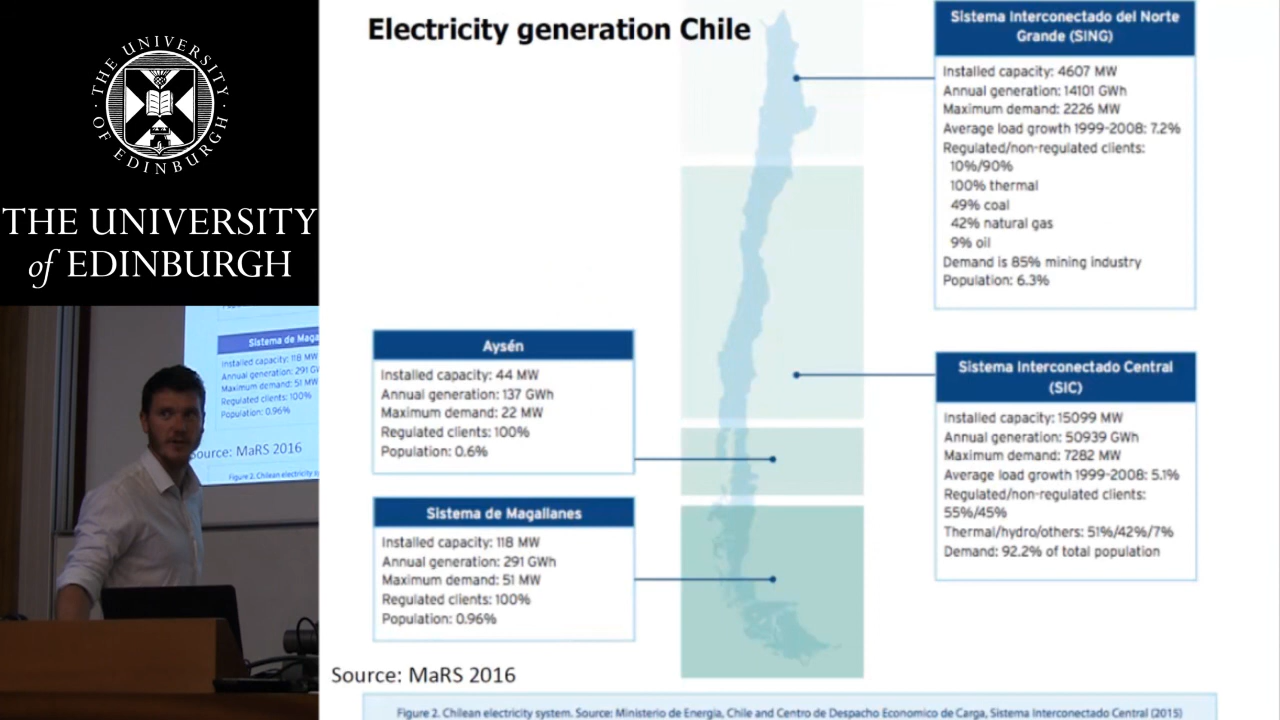 THE UNIVERSITY OF EDINBURGH
THE UNIVERSITY
of EDINBURGH
Electricity generation Chile
Sistema Interconectado del Norte
Grande (SING)
Installed capacity: 4607 MW
Annual generation: 14101 GWh
Maximum demand: 2226 MW
Average load growth 1999-2008: 7.2%
Regulated/non-regulated clients:
10%/90%
100% thermal
49% coal
42% natural gas
9% oil
Demand is 85% mining industry
Population: 6.3%
Aysén
Installed capacity: 44 MW
Annual generation: 137 GWh
Maximum demand: 22 MW
Regulated clients: 100%
Population: 0.6%
Sistema Interconectado Central
(SIC)
Installed capacity: 15099 MW
Annual generation: 50939 GWh
Maximum demand: 7282 MW
Average load growth 1999-2008: 5.1%
Regulated/non-regulated clients:
55%/45%
Thermal/hydro/others: 51%/42%/7%
Demand: 92.2% of total population
Sistema de Magallanes
Installed capacity: 118 MW
Annual generation: 291 GWh
Maximum demand: 51 MW
Regulated clients: 100%
Population: 0.96%
Source: MaRS 2016
Figure 2. Chilean electricity system. Source: Ministerio de Energia, Chile and Centro de Despacho Economico de Carga, Sistema Interconectado Central (2015)
Sistema de Maga
Installed capacity: 118 MW
Annual generation: 291 G
Maximum demand: 51 MW
Regulated clients: 100%
Population: 0.96%
ource: MaRS 2016
Figure 2. Chilean electricity sy